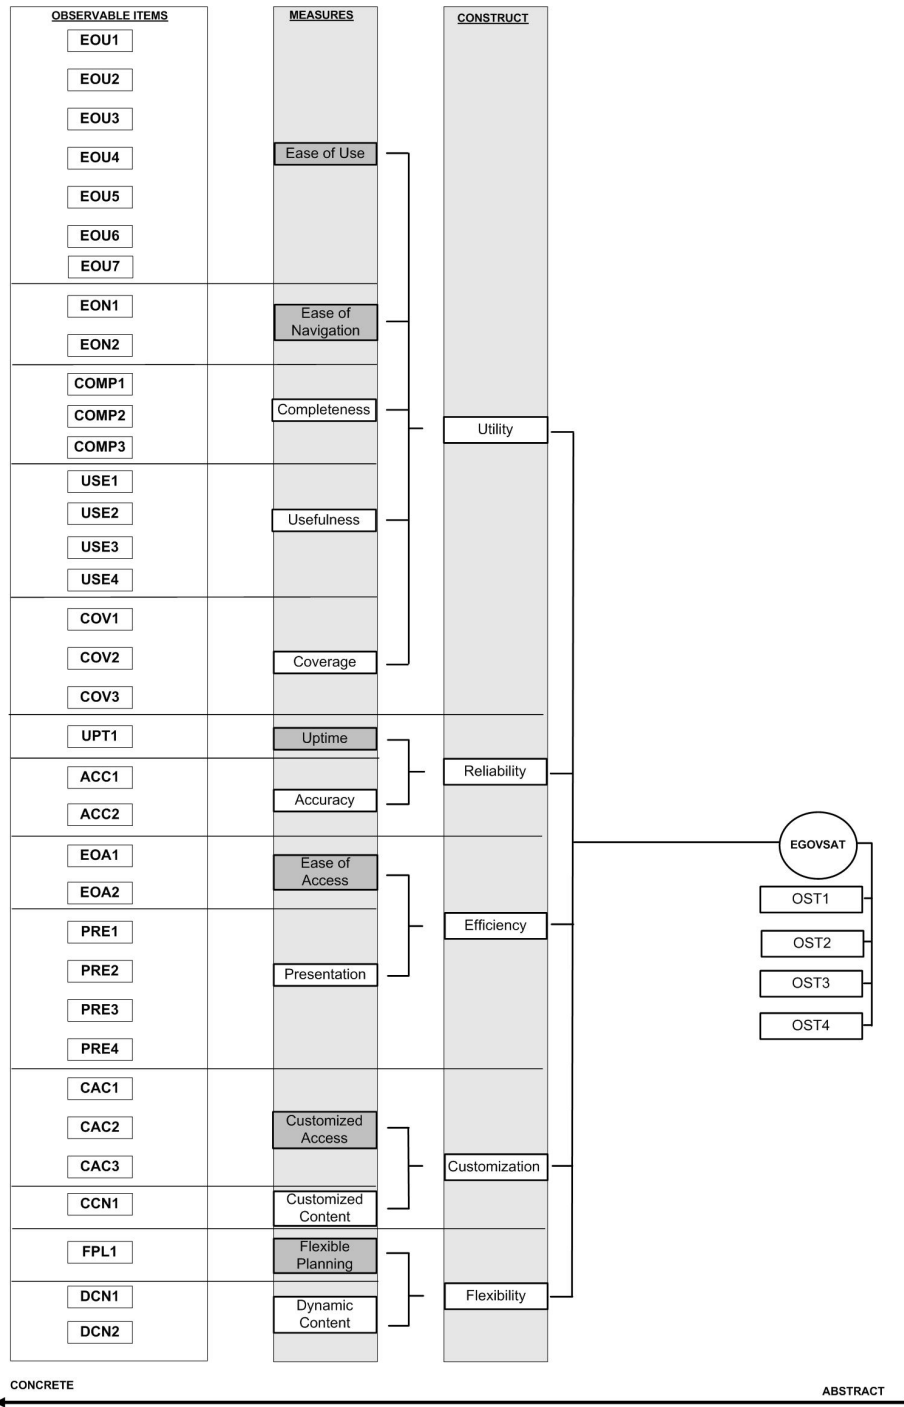 OBSERVABLE ITEMS
MEASURES
CONSTRUCT
EOU1
EOU2
EOU3
EOU4
EOU5
EOU6
EOU7
Ease of Use
EON1
EON2
Ease of
Navigation
COMP1
COMP2
COMP3
Completeness
Utility
USE1
USE2
USE3
USE4
Usefulness
COV1
COV2
COV3
Coverage
UPT1
Uptime
ACC1
ACC2
Accuracy
Reliability
EOA1
EOA2
Ease of
Access
PRE1
PRE2
PRE3
PRE4
Presentation
Efficiency
EGOVSAT
OST1
OST2
OST3
OST4
CAC1
CAC2
CAC3
Customized
Access
Customization
CCN1
Customized
Content
FPL1
Flexible
Planning
Flexibility
DCN1
DCN2
Dynamic
Content
CONCRETE
ABSTRACT